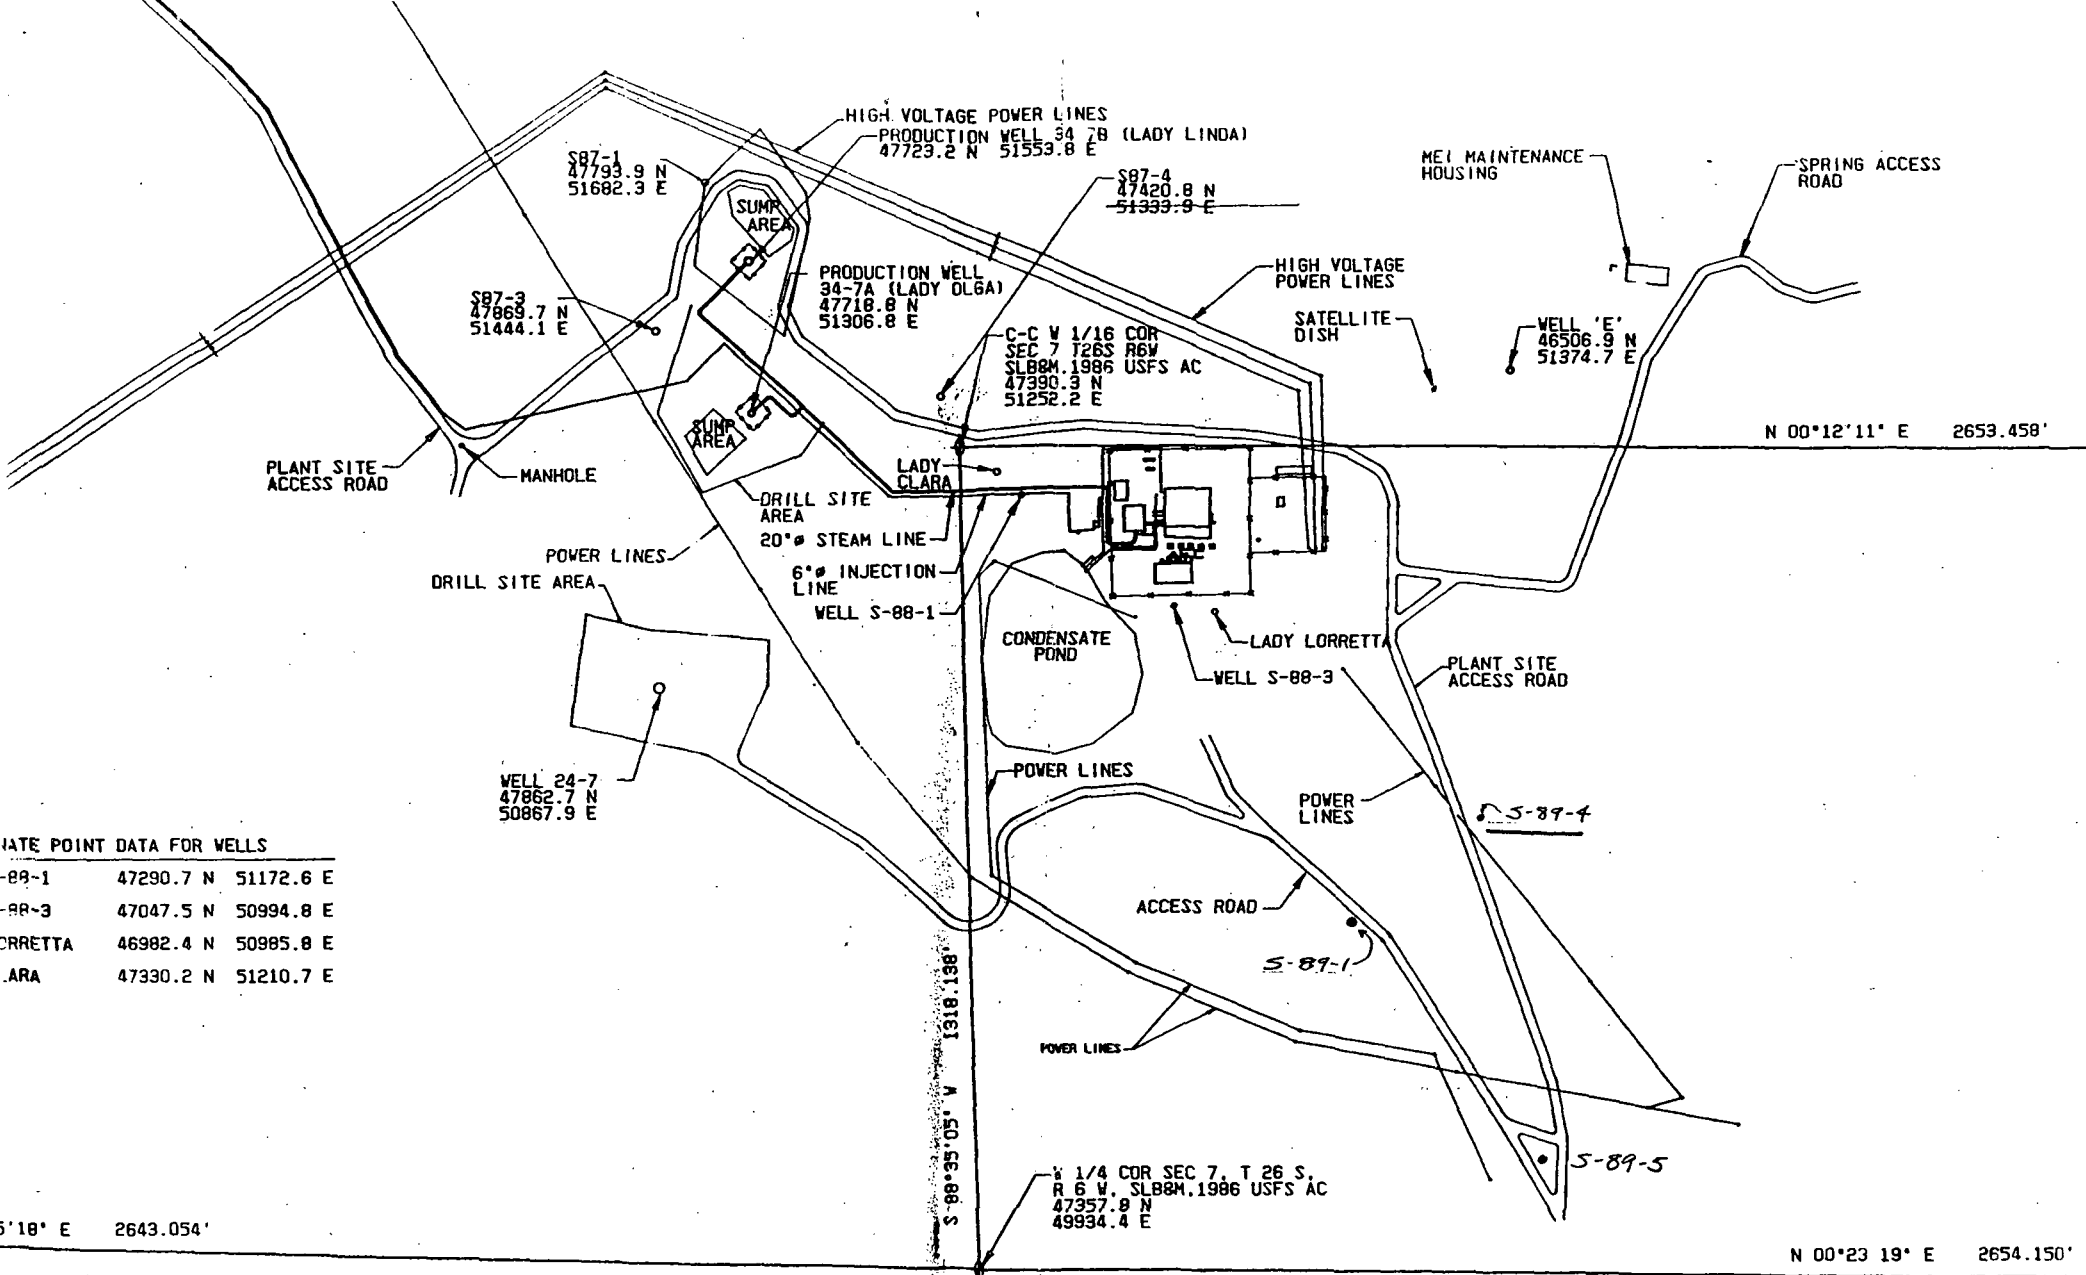 HIGH VOLTAGE POWER LINES
PRODUCTION WELL 34 7B (LADY LINDA)
47723.2 N 51553.8 E
S87-1
47793.9 N
51682.3 E
S87-4
47420.8 N
51333.9 E
MEI MAINTENANCE
HOUSING
SPRING ACCESS
ROAD
SUMP
AREA
PRODUCTION WELL
34-7A (LADY OLGA)
47718.8 N
51306.8 E
HIGH VOLTAGE
POWER LINES
S87-3
47869.7 N
51444.1 E
SATELLITE
DISH
WELL 'E'
46506.9 N
51374.7 E
C-C W 1/16 COR
SEC 7 T26S R6W
SLB&M.1986 USFS AC
47390.3 N
51252.2 E
SUMP
AREA
N 00°12'11" E 2653.458'
PLANT SITE
ACCESS ROAD
MANHOLE
LADY
CLARA
DRILL SITE
AREA
20"ø STEAM LINE
POWER LINES
6"ø INJECTION
LINE
DRILL SITE AREA
WELL S-88-1
CONDENSATE
POND
LADY LORRETTA
WELL S-88-3
PLANT SITE
ACCESS ROAD
WELL 24-7
47862.7 N
50867.9 E
POWER LINES
POWER
LINES
S-89-4
NATE POINT DATA FOR WELLS
-88-1 47290.7 N 51172.6 E
-88-3 47047.5 N 50994.8 E
ORRETTA 46982.4 N 50985.8 E
LARA 47330.2 N 51210.7 E
ACCESS ROAD
S-89-1
S-88°35'05" W 1318.138'
POWER LINES
S-89-5
W 1/4 COR SEC 7, T 26 S,
R 6 W, SLB&M.1986 USFS AC
47357.8 N
49934.4 E
5'18" E 2643.054'
N 00°23 19" E 2654.150'